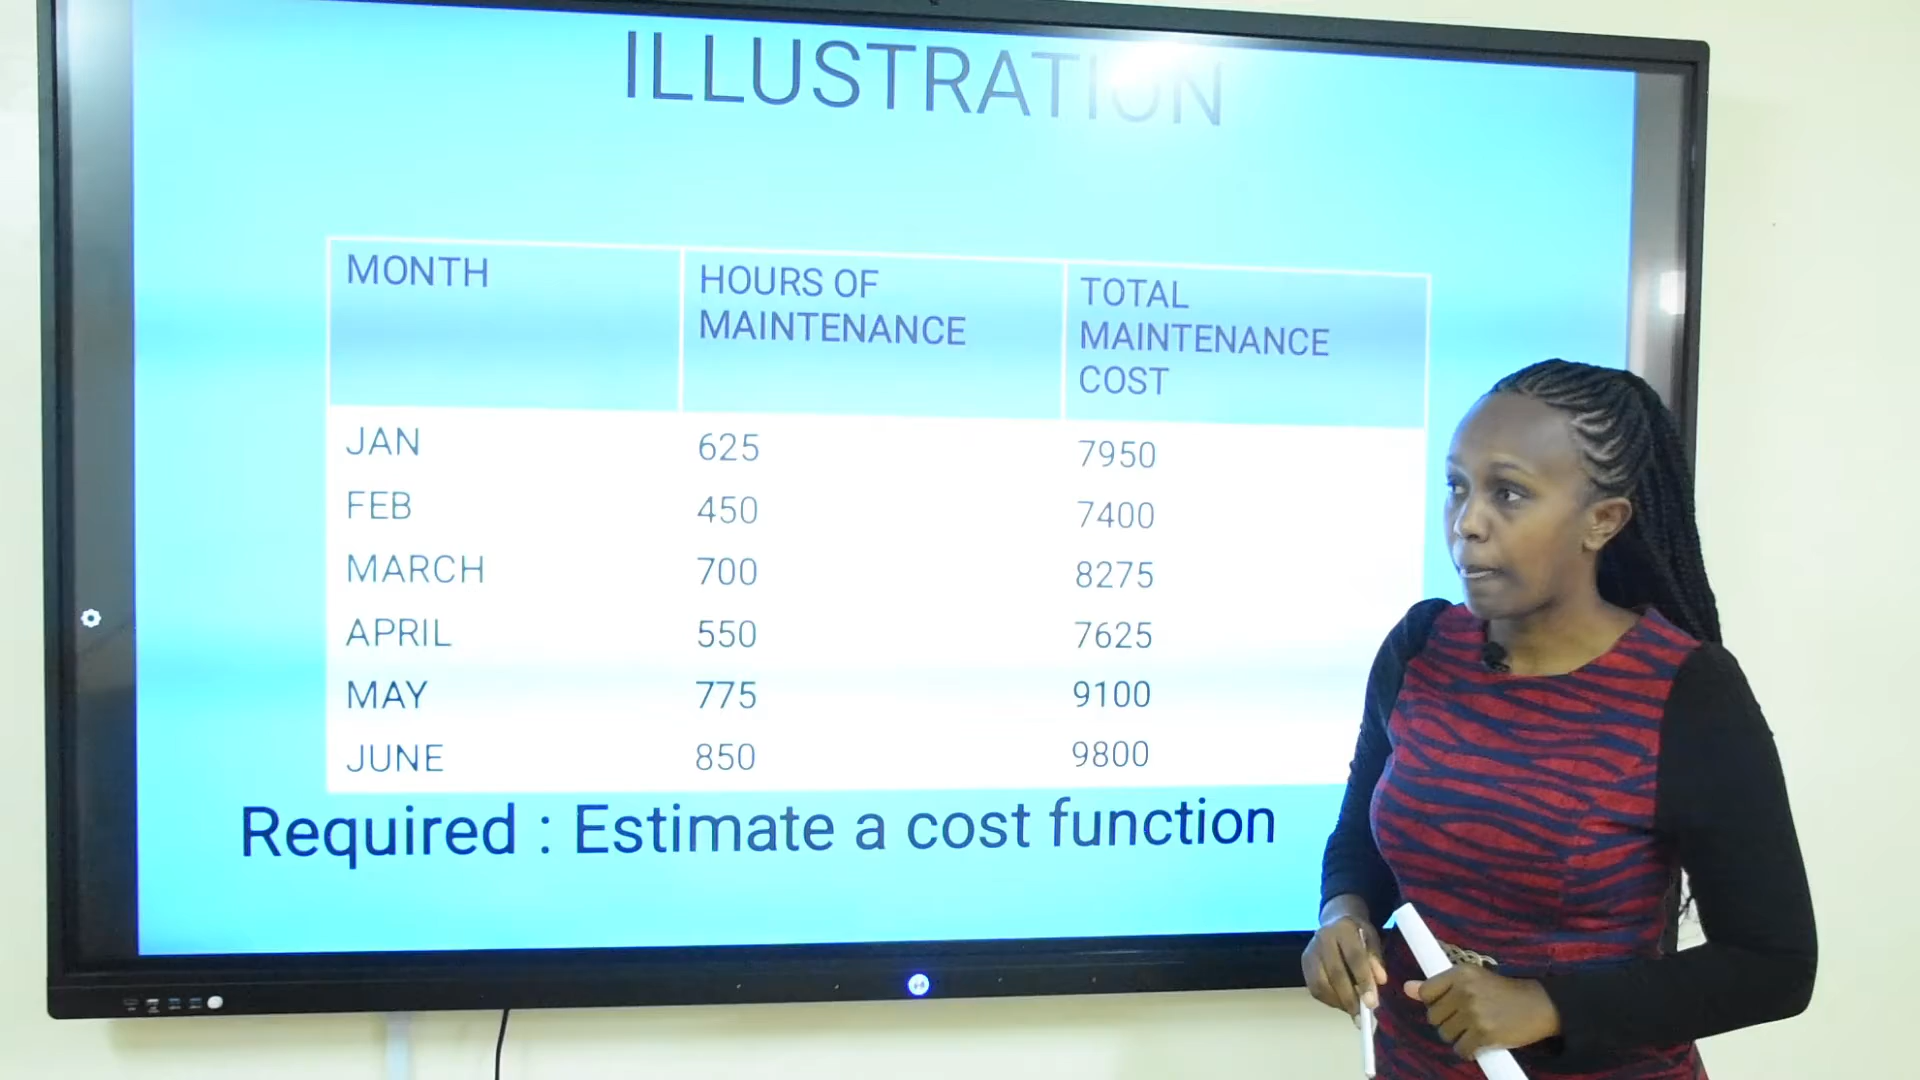 ILLUSTRATION
MONTH
HOURS OF
MAINTENANCE
TOTAL
MAINTENANCE
COST
JAN 625 7950
FEB 450 7400
MARCH 700 8275
APRIL 550 7625
MAY 775 9100
JUNE 850 9800
Required : Estimate a cost function